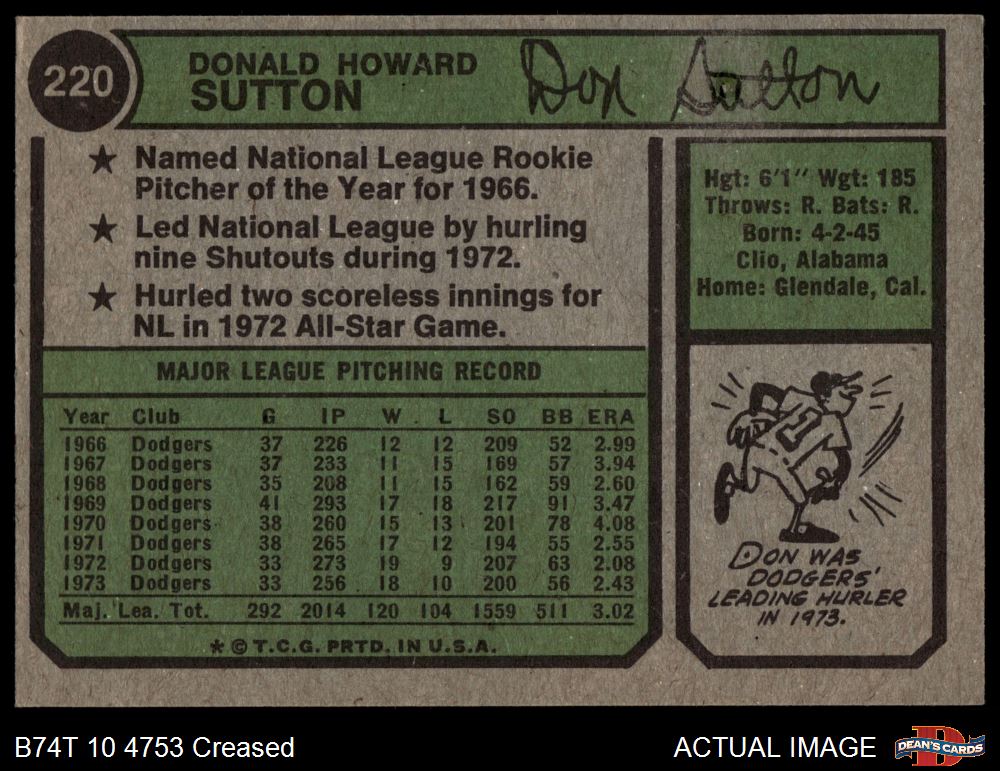 220
DONALD HOWARD
SUTTON
Don Sutton
★ Named National League Rookie
Pitcher of the Year for 1966.
★ Led National League by hurling
nine Shutouts during 1972.
★ Hurled two scoreless innings for
NL in 1972 All-Star Game.
Hgt: 6'1" Wgt: 185
Throws: R. Bats: R.
Born: 4-2-45
Clio, Alabama
Home: Glendale, Cal.
MAJOR LEAGUE PITCHING RECORD
Year Club G IP W L SO BB ERA
1966 Dodgers 37 226 12 12 209 52 2.99
1967 Dodgers 37 233 11 15 169 57 3.94
1968 Dodgers 35 208 11 15 162 59 2.60
1969 Dodgers 41 293 17 18 217 91 3.47
1970 Dodgers 38 260 15 13 201 78 4.08
1971 Dodgers 38 265 17 12 194 55 2.55
1972 Dodgers 33 273 19 9 207 63 2.08
1973 Dodgers 33 256 18 10 200 56 2.43
Maj. Lea. Tot. 292 2014 120 104 1559 511 3.02
* © T.C.G. PRTD. IN U.S.A.
DON WAS
DODGERS'
LEADING HURLER
IN 1973.
B74T 10 4753 Creased
ACTUAL IMAGE
DEAN'S CARDS